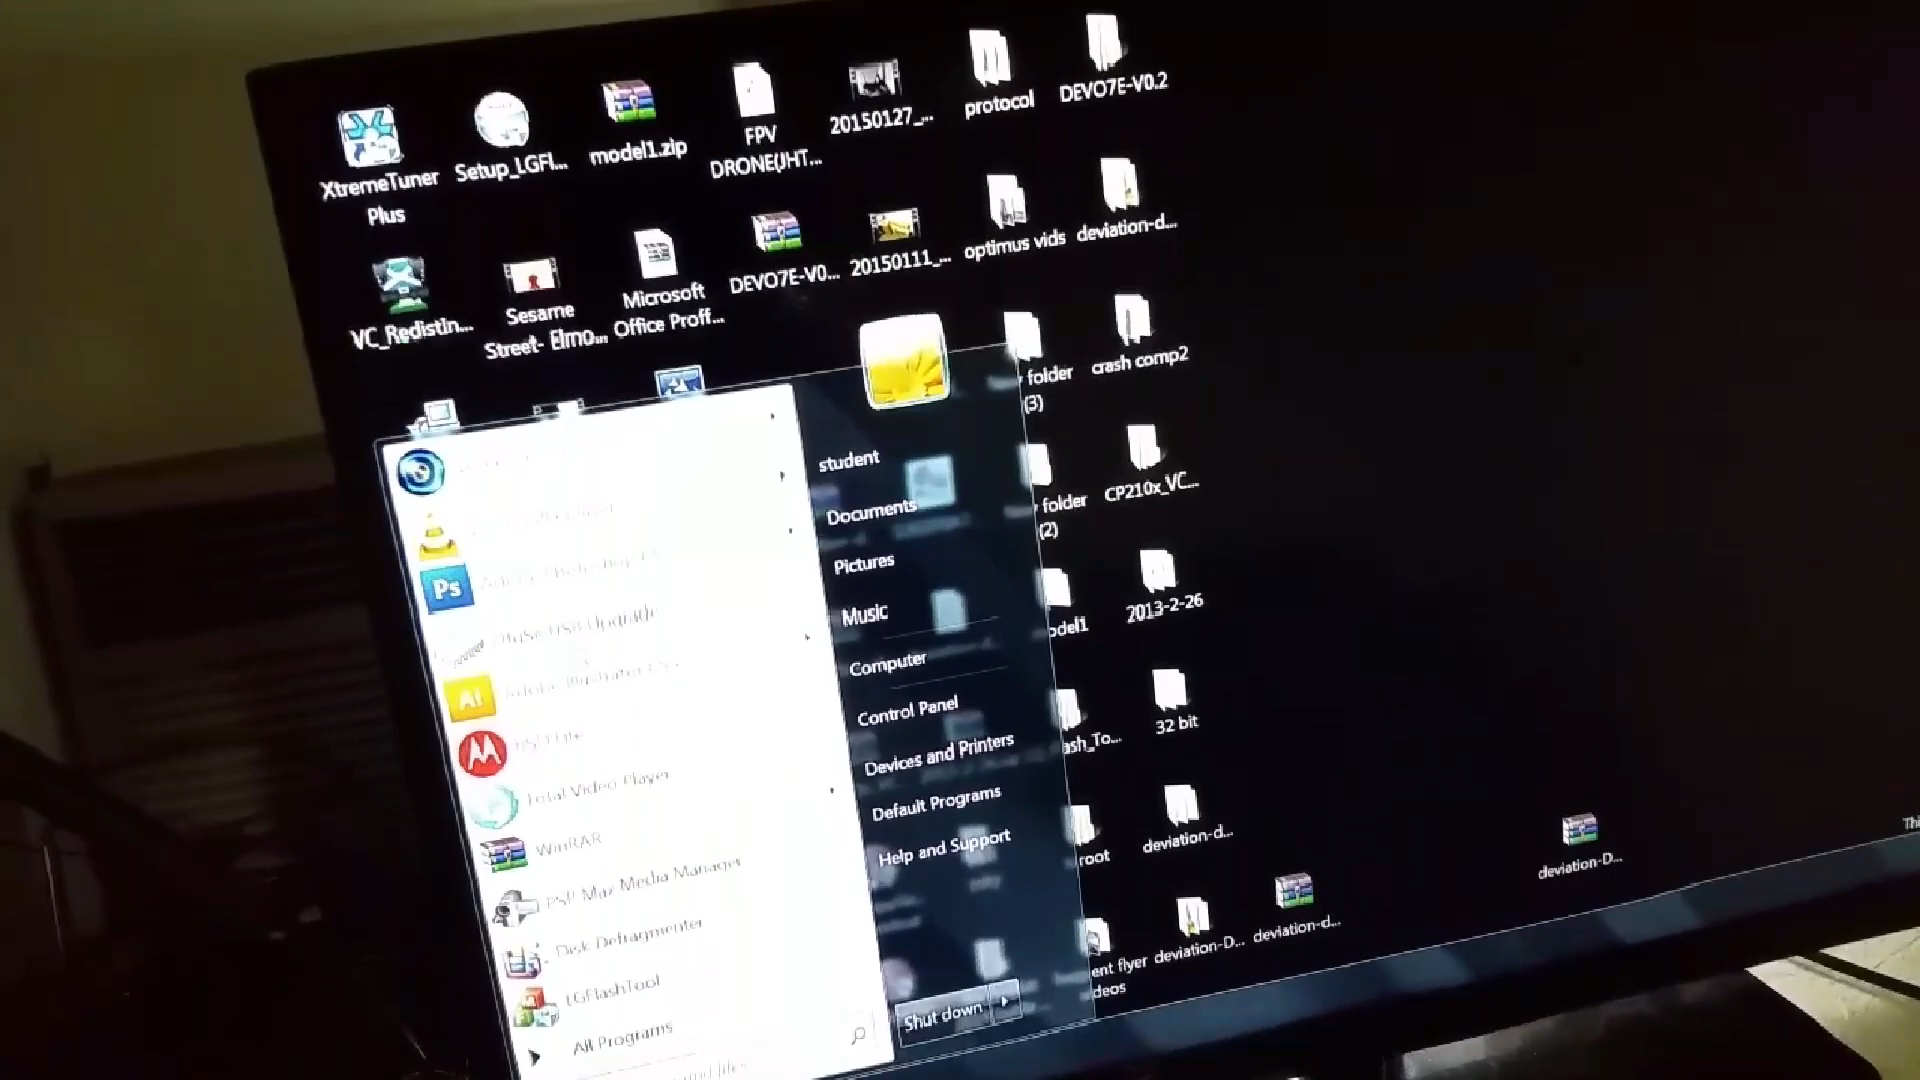 XtremeTuner
Plus
Setup_LGFl...
model1.zip
FPV
DRONE(JHT...
20150127_...
protocol
DEVO7E-V0.2
VC_Redistin...
Sesame
Street- Elmo...
Microsoft
Office Proff...
DEVO7E-V0...
20150111_...
optimus vids
deviation-d...
folder
(3)
crash comp2
folder
(2)
CP210x_VC...
odel1
2013-2-26
ash_To...
32 bit
root
deviation-d...
ent flyer
deos
deviation-D...
deviation-d...
deviation-D...
Thi
Ps
Ai
Total Video Player
WinRAR
PSP Max Media Manager
Disk Defragmenter
LGFlashTool
All Programs
student
Documents
Pictures
Music
Computer
Control Panel
Devices and Printers
Default Programs
Help and Support
Shut down